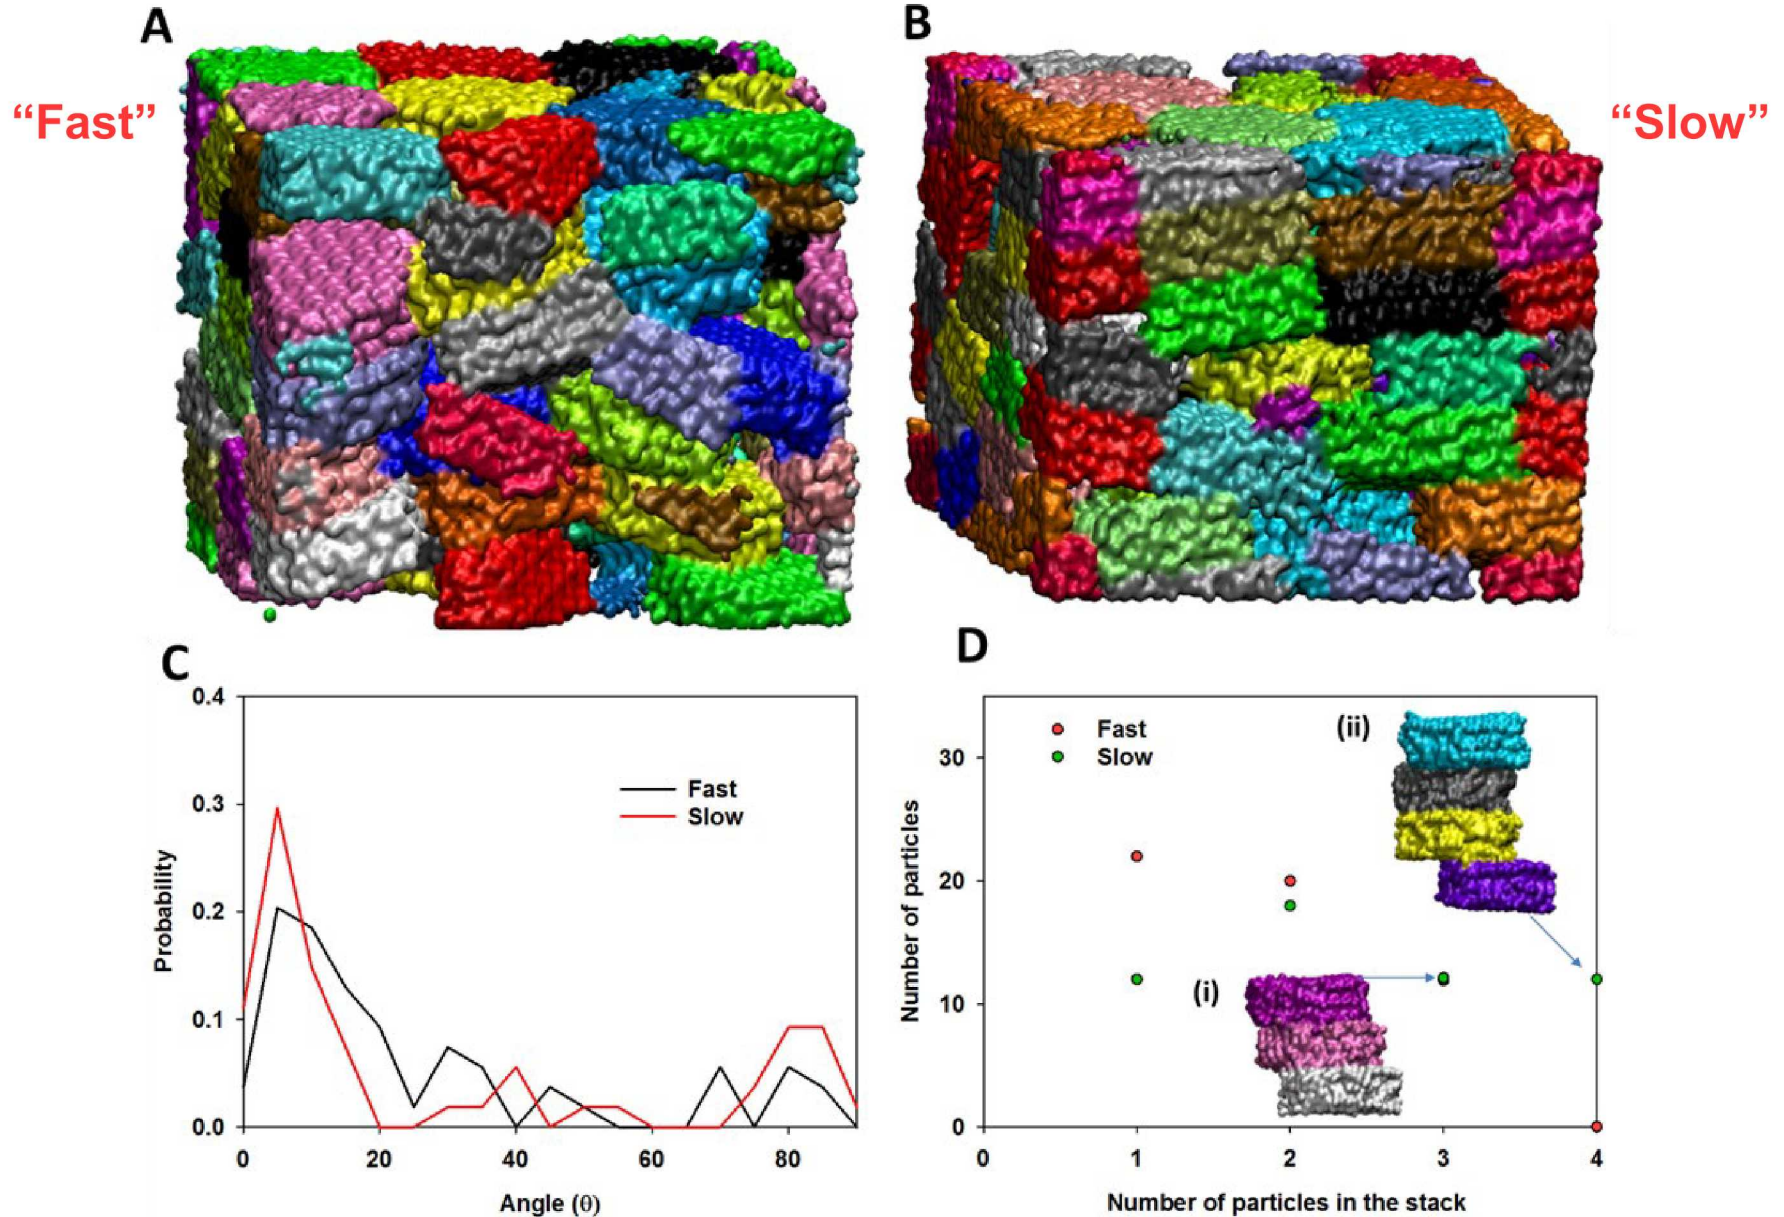 A
B
“Fast”
“Slow”
C
D
0.4
0.3
0.2
0.1
0.0
Probability
Fast
Slow
0
20
40
60
80
Angle (θ)
Fast
Slow
(ii)
(i)
30
20
10
0
Number of particles
0
1
2
3
4
Number of particles in the stack